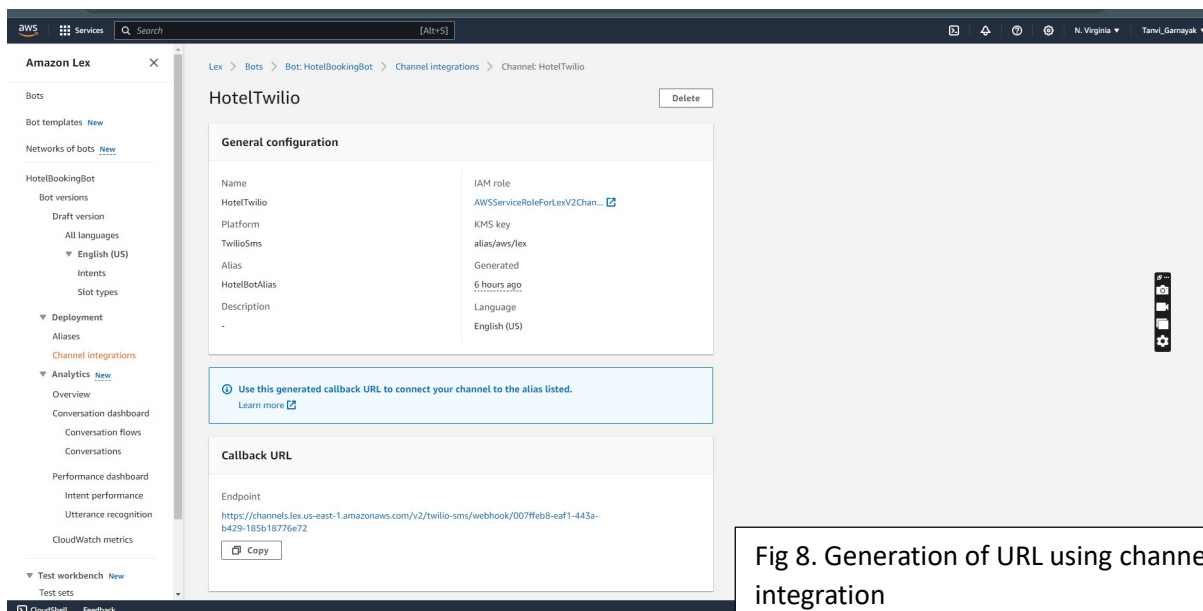 aws Services Search [Alt+S] N. Virginia ▼ Tanvi_Garnayak
Amazon Lex
Bots
Bot templates New
Networks of bots New
HotelBookingBot
Bot versions
Draft version
All languages
▼ English (US)
Intents
Slot types
▼ Deployment
Aliases
Channel integrations
▼ Analytics New
Overview
Conversation dashboard
Conversation flows
Conversations
Performance dashboard
Intent performance
Utterance recognition
CloudWatch metrics
▼ Test workbench New
Test sets
Lex > Bots > Bot: HotelBookingBot > Channel integrations > Channel: HotelTwilio
HotelTwilio
Delete
General configuration
Name
HotelTwilio
Platform
TwilioSms
Alias
HotelBotAlias
Description
-
IAM role
AWSServiceRoleForLexV2Chan...
KMS key
alias/aws/lex
Generated
6 hours ago
Language
English (US)
Use this generated callback URL to connect your channel to the alias listed.
Learn more
Callback URL
Endpoint
https://channels.lex.us-east-1.amazonaws.com/v2/twilio-sms/webhook/007ffeb8-eaf1-443a-
b429-185b18776e72
Copy
CloudShell Feedback
Fig 8. Generation of URL using channe
integration